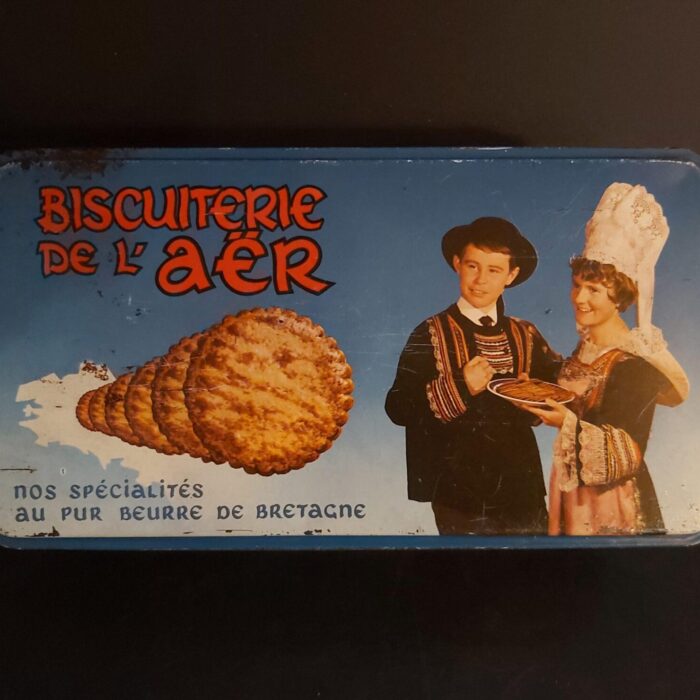 BISCUITERIE
DE L' AËR
NOS SPÉCIALITÉS
AU PUR BEURRE DE BRETAGNE